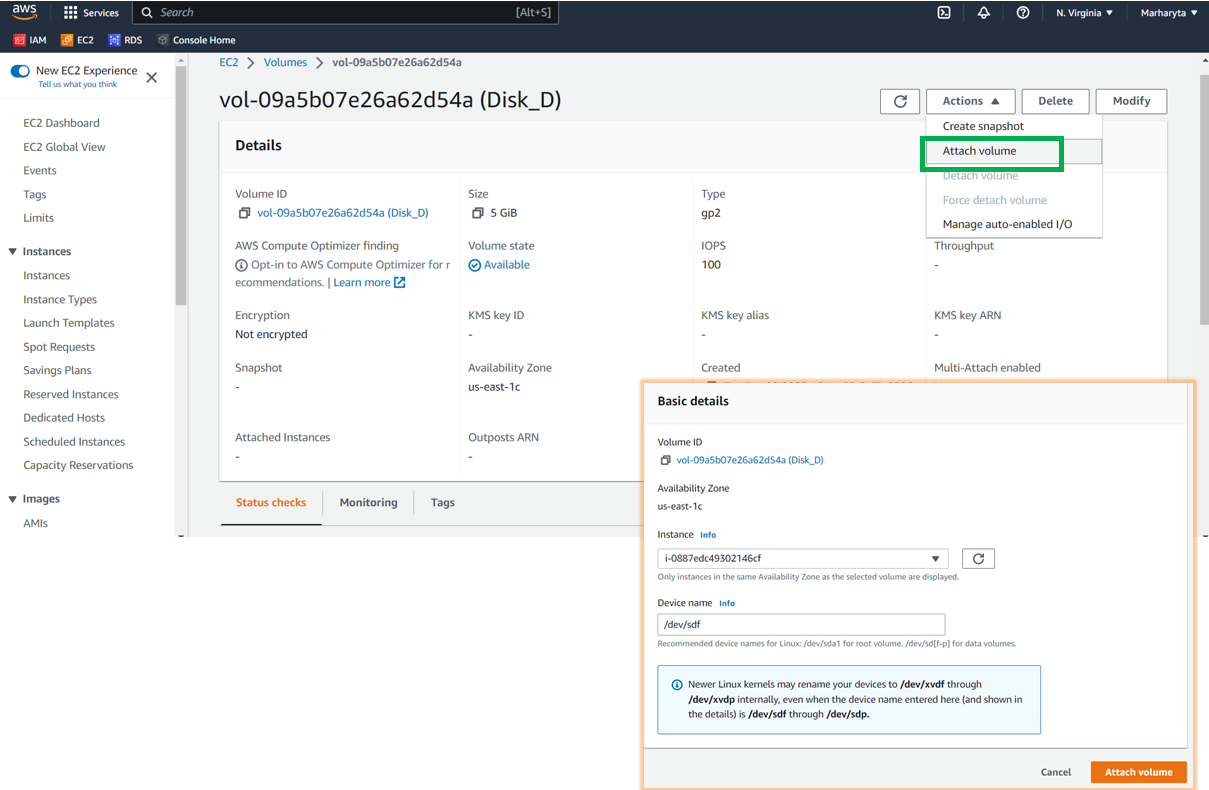 aws
Services
Search
[Alt+S]
N. Virginia
Marharyta
IAM
EC2
RDS
Console Home
New EC2 Experience
Tell us what you think
EC2 Dashboard
EC2 Global View
Events
Tags
Limits
Instances
Instances
Instance Types
Launch Templates
Spot Requests
Savings Plans
Reserved Instances
Dedicated Hosts
Scheduled Instances
Capacity Reservations
Images
AMIs
EC2 > Volumes > vol-09a5b07e26a62d54a
vol-09a5b07e26a62d54a (Disk_D)
Actions
Delete
Modify
Create snapshot
Attach volume
Detach volume
Force detach volume
Manage auto-enabled I/O
Details
Volume ID
vol-09a5b07e26a62d54a (Disk_D)
Size
5 GiB
Type
gp2
AWS Compute Optimizer finding
Opt-in to AWS Compute Optimizer for r
ecommendations. | Learn more
Volume state
Available
IOPS
100
Throughput
-
Encryption
Not encrypted
KMS key ID
-
KMS key alias
-
KMS key ARN
-
Snapshot
-
Availability Zone
us-east-1c
Created
Multi-Attach enabled
Attached Instances
-
Outposts ARN
-
Status checks
Monitoring
Tags
Basic details
Volume ID
vol-09a5b07e26a62d54a (Disk_D)
Availability Zone
us-east-1c
Instance Info
i-0887edc49302146cf
Only instances in the same Availability Zone as the selected volume are displayed.
Device name Info
/dev/sdf
Recommended device names for Linux: /dev/sda1 for root volume. /dev/sd[f-p] for data volumes.
Newer Linux kernels may rename your devices to /dev/xvdf through
/dev/xvdp internally, even when the device name entered here (and shown in
the details) is /dev/sdf through /dev/sdp.
Cancel
Attach volume